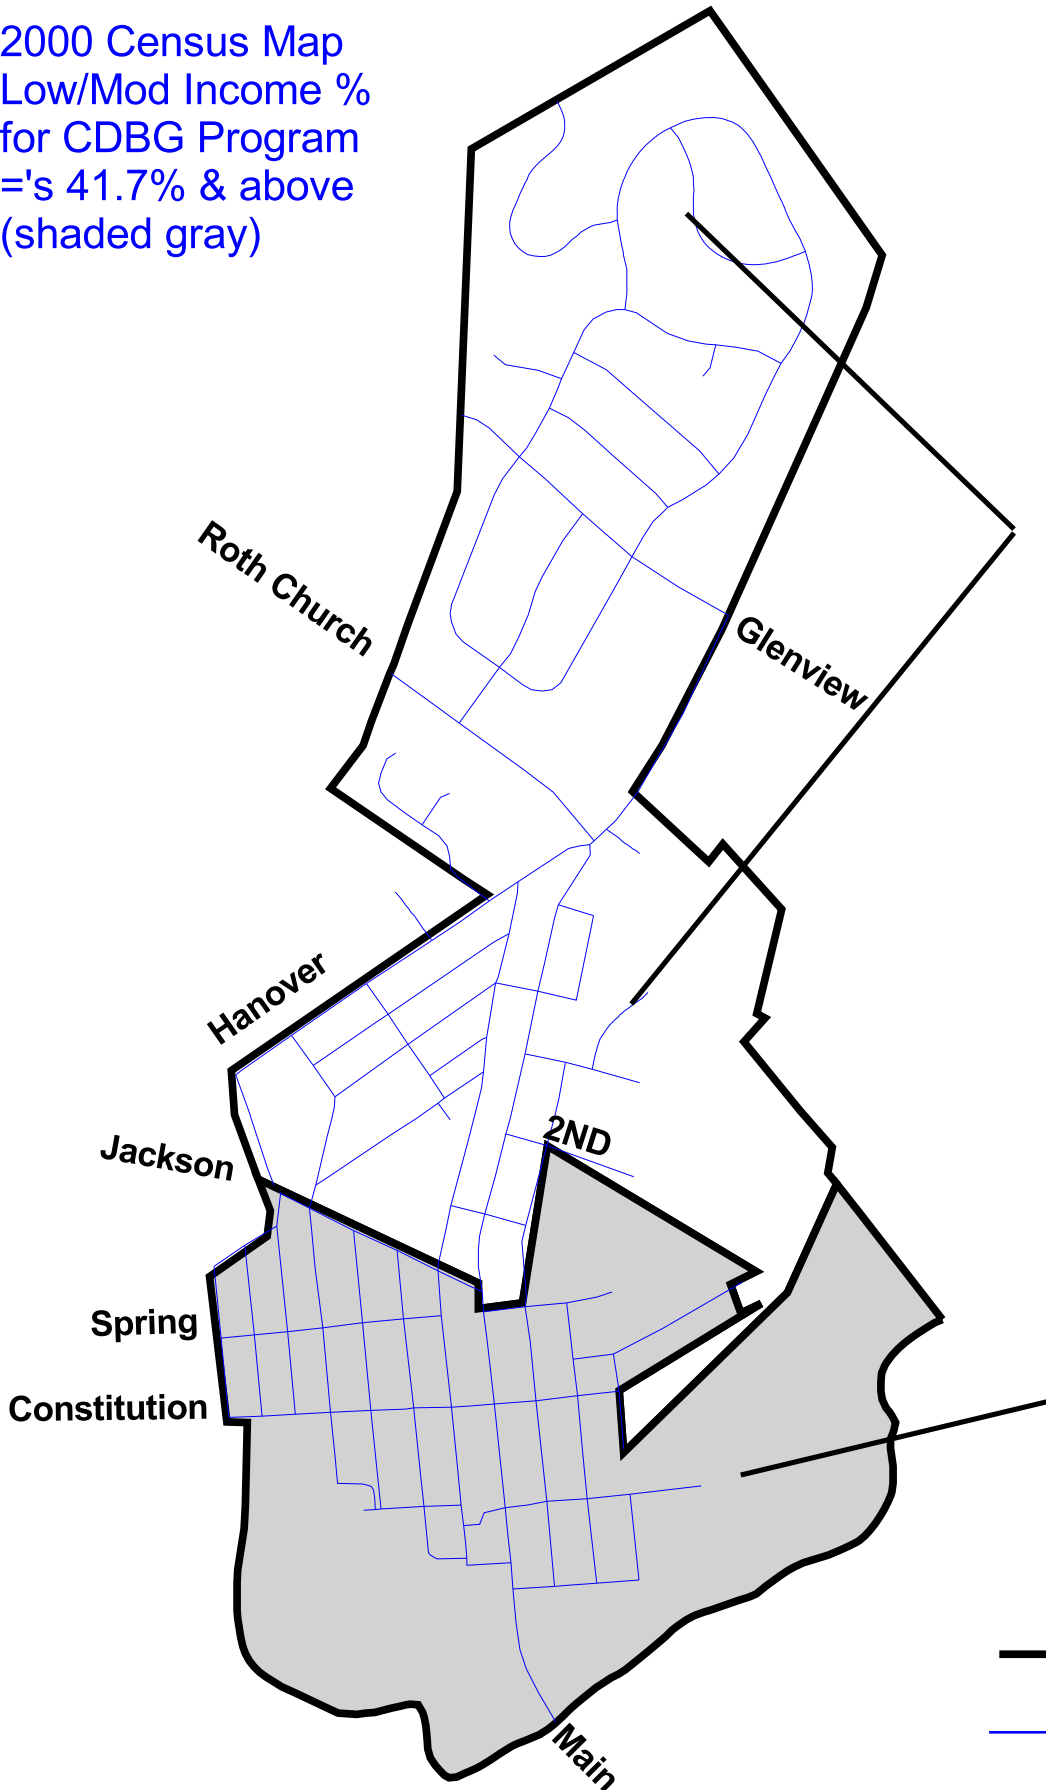 2000 Census Map
Low/Mod Income %
for CDBG Program
='s 41.7% & above
(shaded gray)
Roth Church
Glenview
Hanover
2ND
Jackson
Spring
Constitution
Main